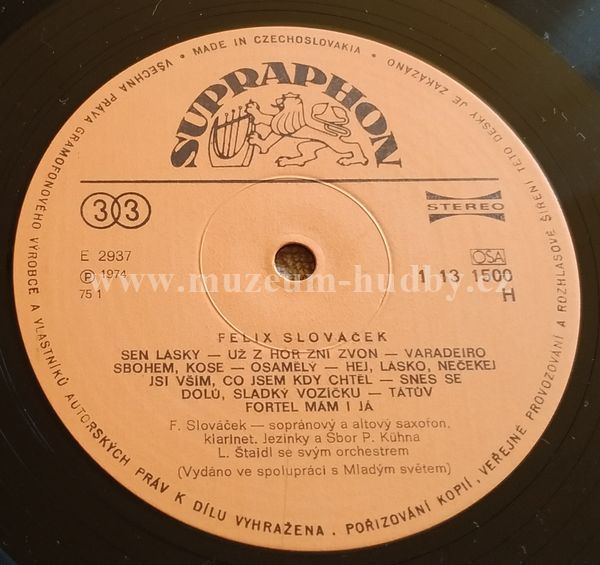 VŠECHNA PRÁVA GRAMOFONOVÉHO VÝROBCE A VLASTNÍKŮ AUTORSKÝCH PRÁV K DÍLU VYHRAŽENA . POŘIZOVÁNÍ KOPIÍ, VEŘEJNÉ PROVOZOVÁNÍ A ROZHLASOVÉ ŠÍŘENÍ TÉTO DESKY JE ZAKÁZÁNO
• MADE IN CZECHOSLOVAKIA •
SUPRAPHON
33
STEREO
E 2937
OSA
Ⓟ 1974
1 13 1500
75 1
H
www.muzeum-hudby.cz
FELIX SLOVÁČEK
SEN LÁSKY — UŽ Z HOR ZNÍ ZVON — VARADEIRO
SBOHEM, KOSE — OSAMĚLÝ — HEJ, LÁSKO, NEČEKEJ
JSI VŠÍM, CO JSEM KDY CHTĚL — SNES SE
DOLŮ, SLADKÝ VOZÍČKU — TÁTŮV
FORTEL MÁM I JÁ
F. Slováček — sopránový a altový saxofon,
klarinet. Jezinky a Sbor P. Kühna
L. Štaidl se svým orchestrem
(Vydáno ve spolupráci s Mladým světem)